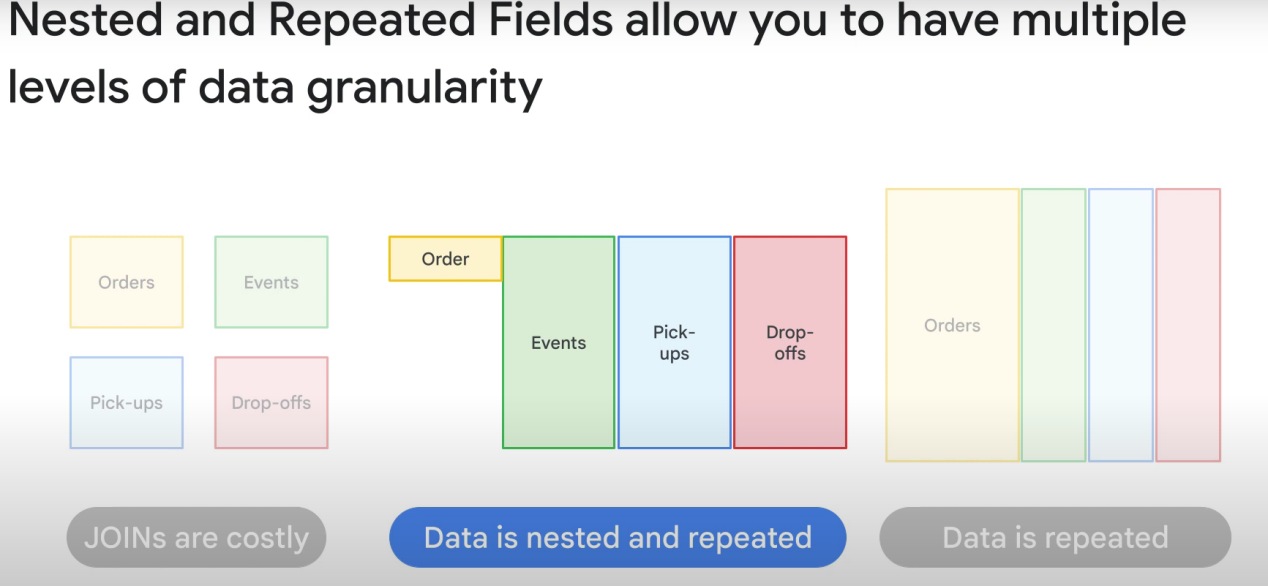 Nested and Repeated Fields allow you to have multiple
levels of data granularity
Orders
Events
Pick-ups
Drop-offs
JOINs are costly
Order
Events
Pick-
ups
Drop-
offs
Data is nested and repeated
Orders
Data is repeated